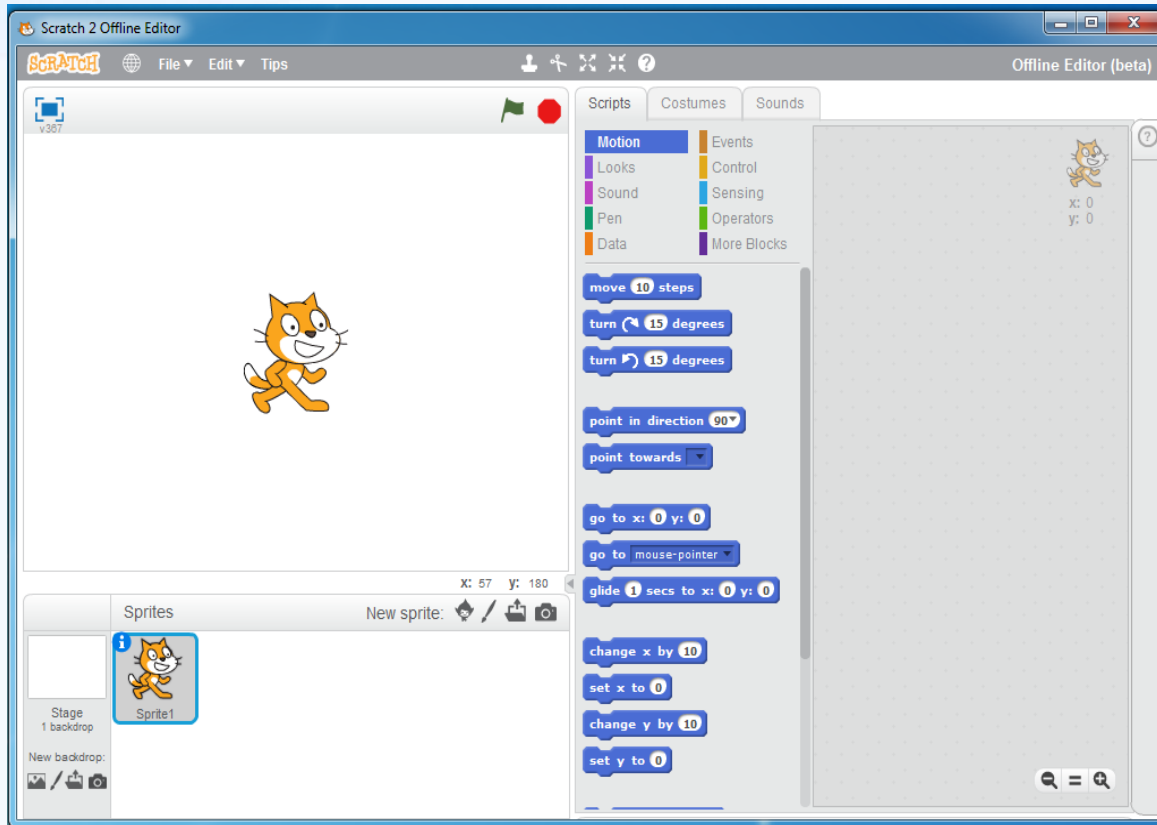 Scratch 2 Offline Editor
SCRATCH File Edit Tips Offline Editor (beta)
v367
Scripts Costumes Sounds
Motion Events
Looks Control
Sound Sensing
Pen Operators
Data More Blocks
x: 0
y: 0
move 10 steps
turn 15 degrees
turn 15 degrees
point in direction 90
point towards
go to x: 0 y: 0
go to mouse-pointer
glide 1 secs to x: 0 y: 0
change x by 10
set x to 0
change y by 10
set y to 0
x: 57 y: 180
Sprites New sprite:
Sprite1
Stage
1 backdrop
New backdrop: